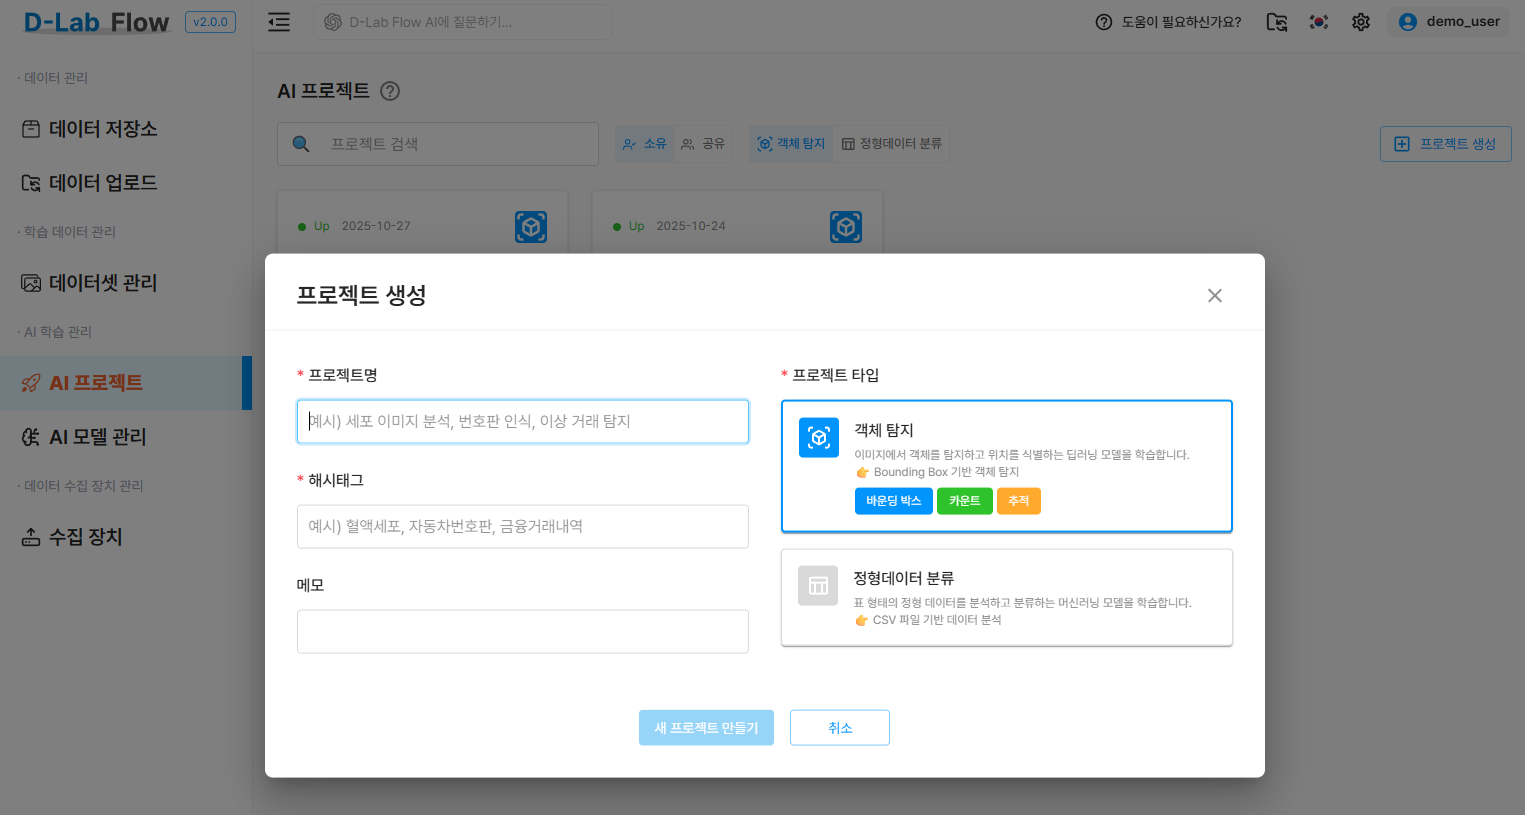 D-Lab Flow v2.0.0
D-Lab Flow AI에 질문하기...
도움이 필요하신가요?
demo_user
· 데이터 관리
데이터 저장소
데이터 업로드
· 학습 데이터 관리
데이터셋 관리
· AI 학습 관리
AI 프로젝트
AI 모델 관리
· 데이터 수집 장치 관리
수집 장치
AI 프로젝트
프로젝트 검색
소유 공유 객체 탐지 정형데이터 분류
프로젝트 생성
Up 2025-10-27
Up 2025-10-24
프로젝트 생성
* 프로젝트명
예시) 세포 이미지 분석, 번호판 인식, 이상 거래 탐지
* 해시태그
예시) 혈액세포, 자동차번호판, 금융거래내역
메모
* 프로젝트 타입
객체 탐지
이미지에서 객체를 탐지하고 위치를 식별하는 딥러닝 모델을 학습합니다.
👉 Bounding Box 기반 객체 탐지
바운딩 박스 카운트 추적
정형데이터 분류
표 형태의 정형 데이터를 분석하고 분류하는 머신러닝 모델을 학습합니다.
👉 CSV 파일 기반 데이터 분석
새 프로젝트 만들기 취소